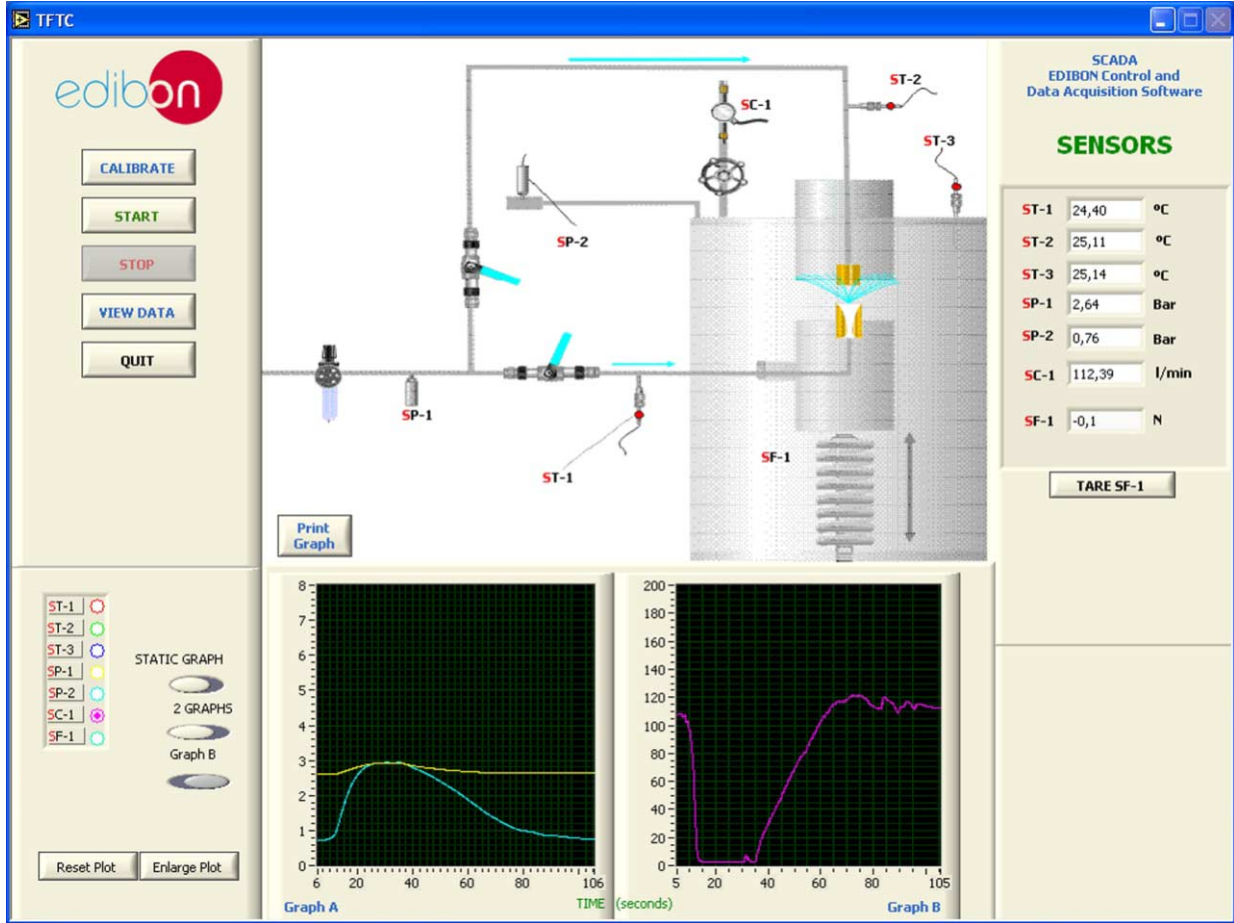 TFTC
edibon
CALIBRATE
START
STOP
VIEW DATA
QUIT
ST-2
SC-1
ST-3
SP-2
SP-1
ST-1
SF-1
Print
Graph
SCADA
EDIBON Control and
Data Acquisition Software
SENSORS
ST-1 24,40 ºC
ST-2 25,11 ºC
ST-3 25,14 ºC
SP-1 2,64 Bar
SP-2 0,76 Bar
SC-1 112,39 l/min
SF-1 -0,1 N
TARE SF-1
ST-1
ST-2
ST-3
SP-1
SP-2
SC-1
SF-1
STATIC GRAPH
2 GRAPHS
Graph B
Reset Plot Enlarge Plot
8
7
6
5
4
3
2
1
0
6 20 40 60 80 106
Graph A
TIME (seconds)
200
180
160
140
120
100
80
60
40
20
0
5 20 40 60 80 105
Graph B